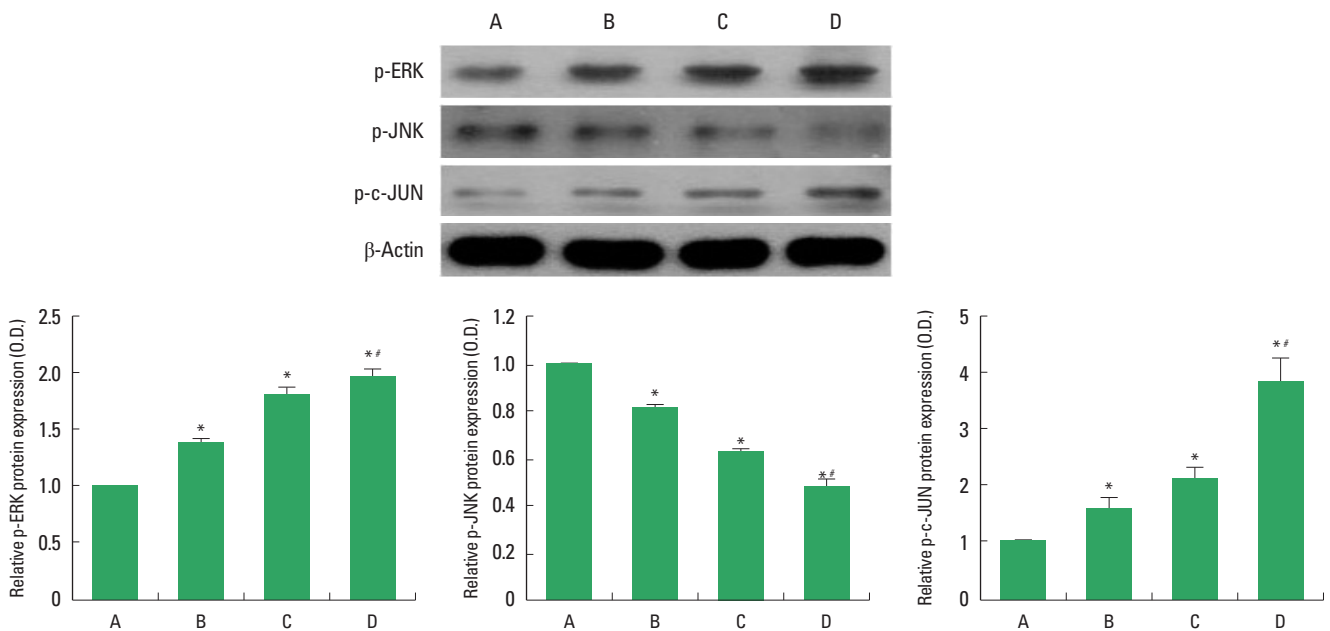 A B C D
p-ERK
p-JNK
p-c-JUN
β-Actin
Relative p-ERK protein expression (O.D.)
2.5
2.0
1.5
1.0
0.5
0
*
*
* #
A B C D
Relative p-JNK protein expression (O.D.)
1.2
1.0
0.8
0.6
0.4
0.2
0
*
*
* #
A B C D
Relative p-c-JUN protein expression (O.D.)
5
4
3
2
1
0
*
*
* #
A B C D